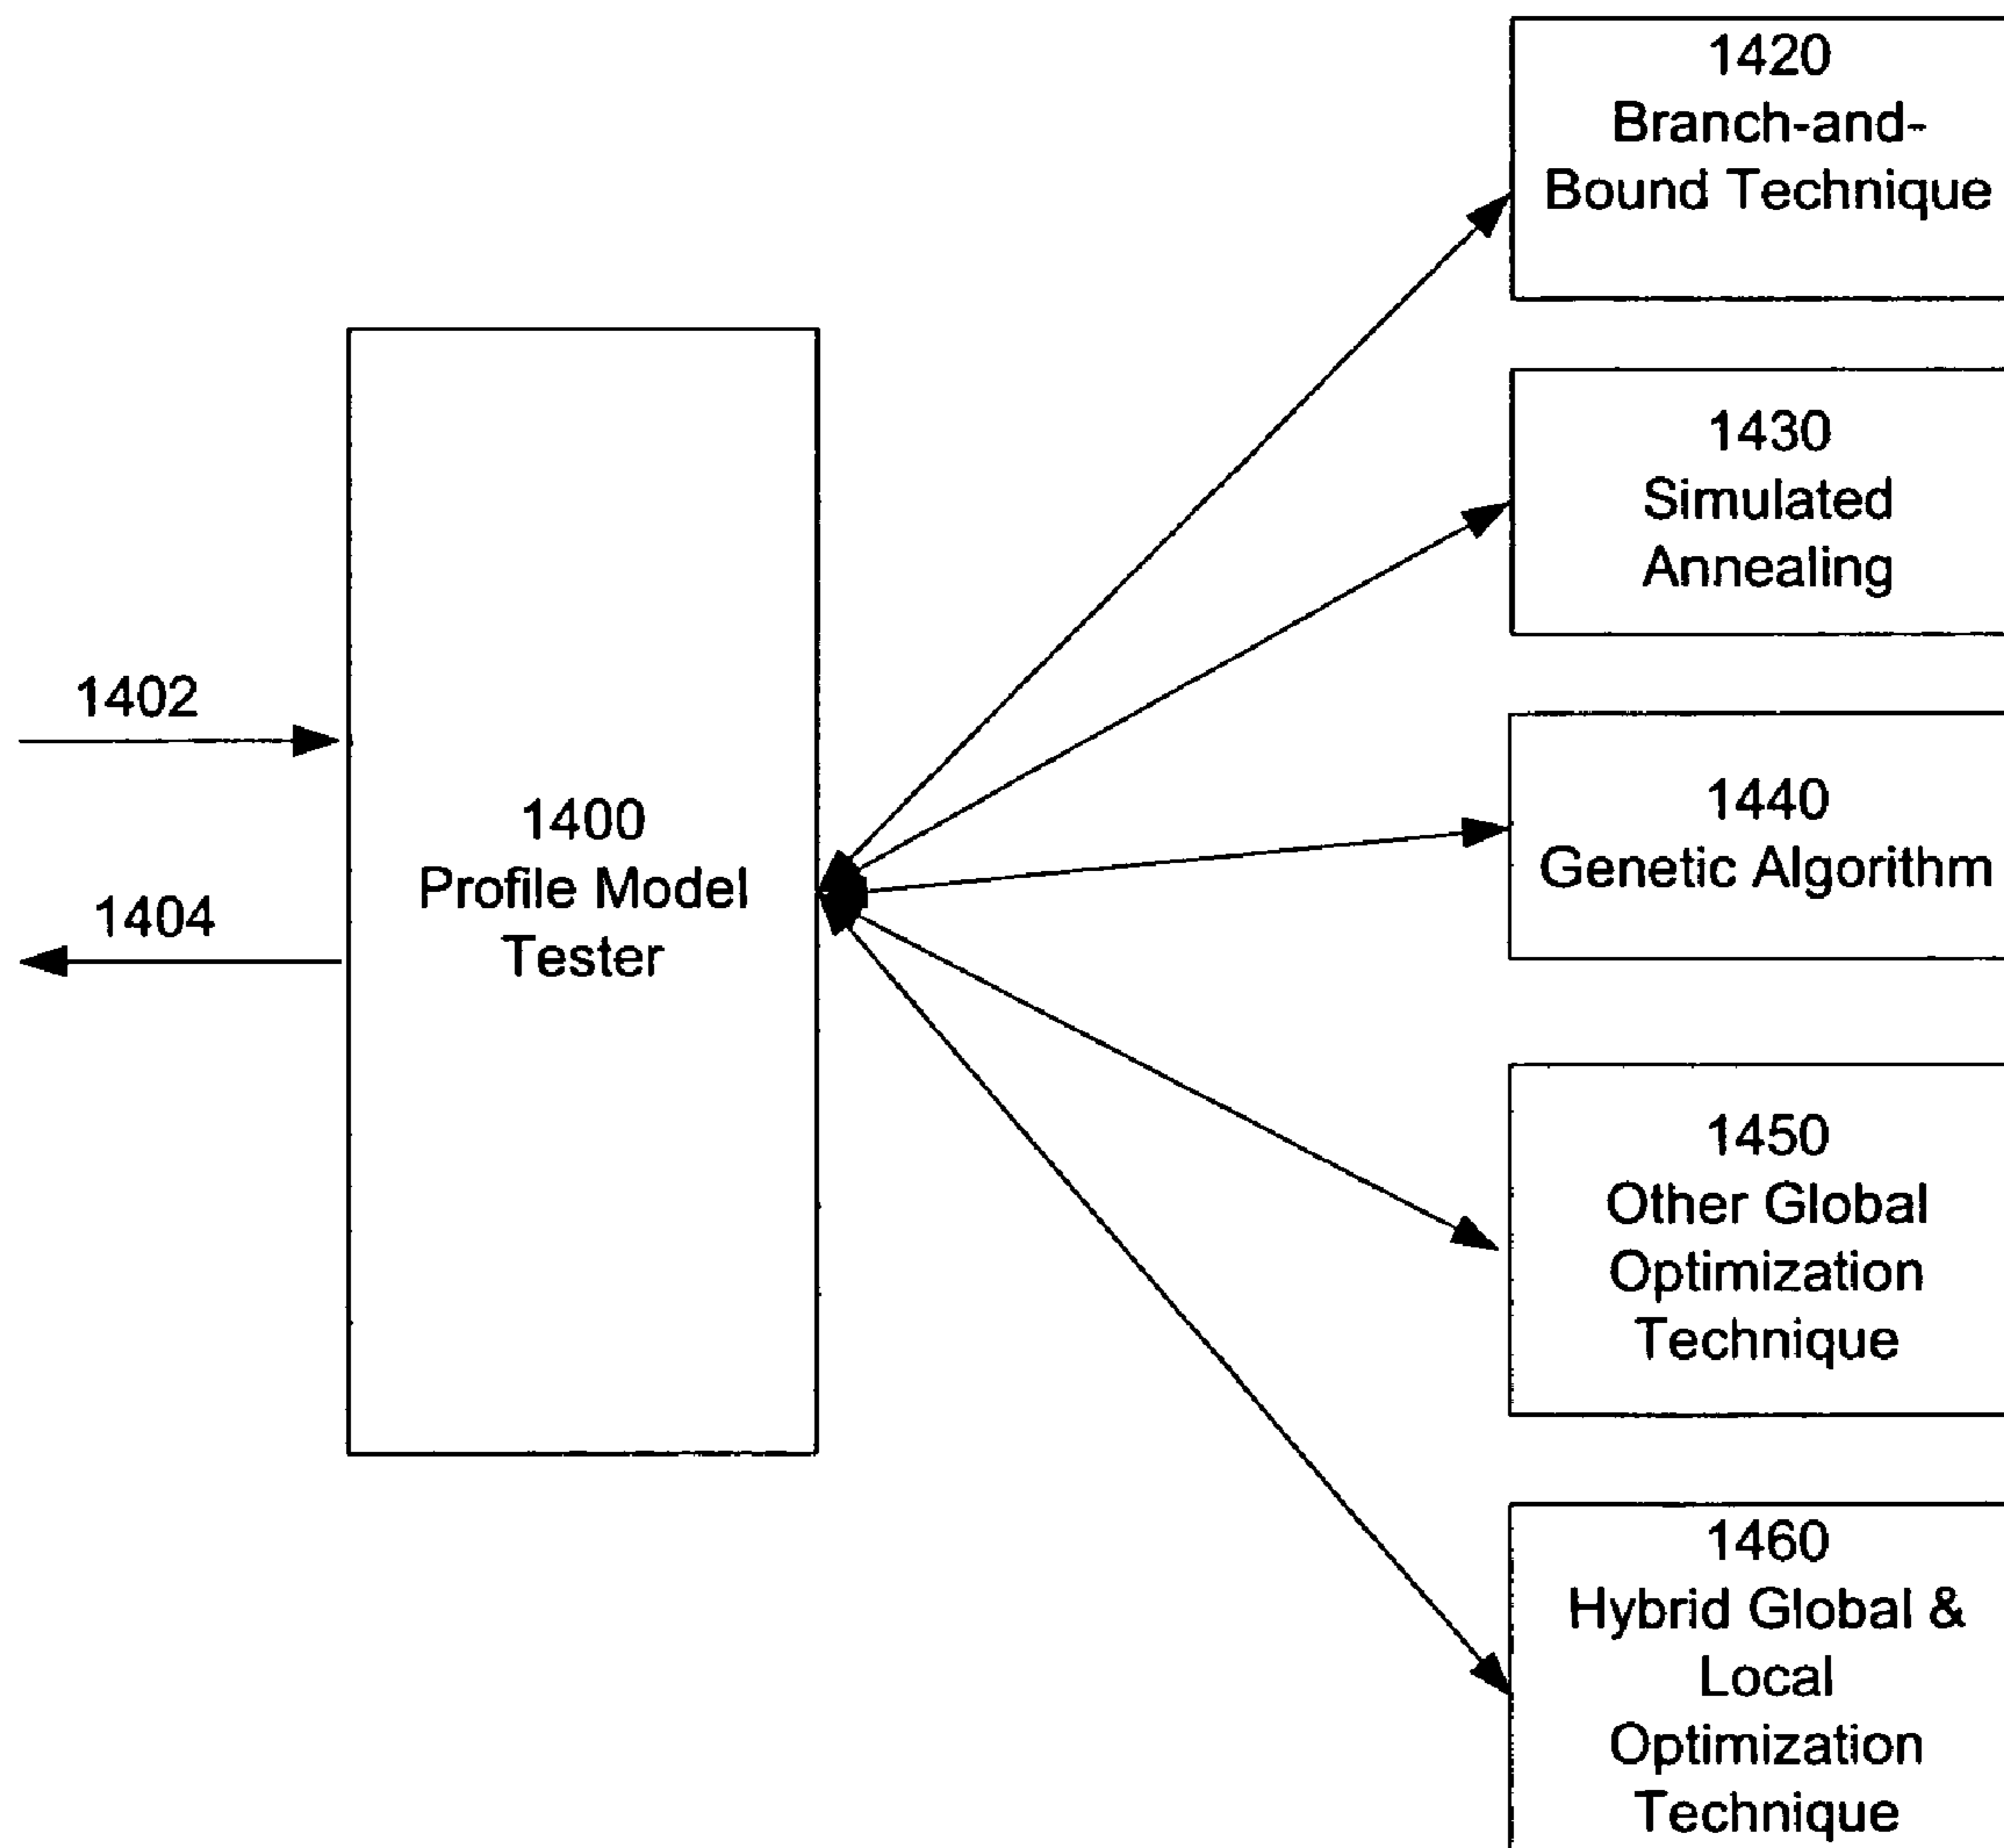 1420
Branch-and-
Bound Technique
1430
Simulated
Annealing
1402
1440
Genetic Algorithm
1400
Profile Model
Tester
1404
1450
Other Global
Optimization
Technique
1460
Hybrid Global &
Local
Optimization
Technique